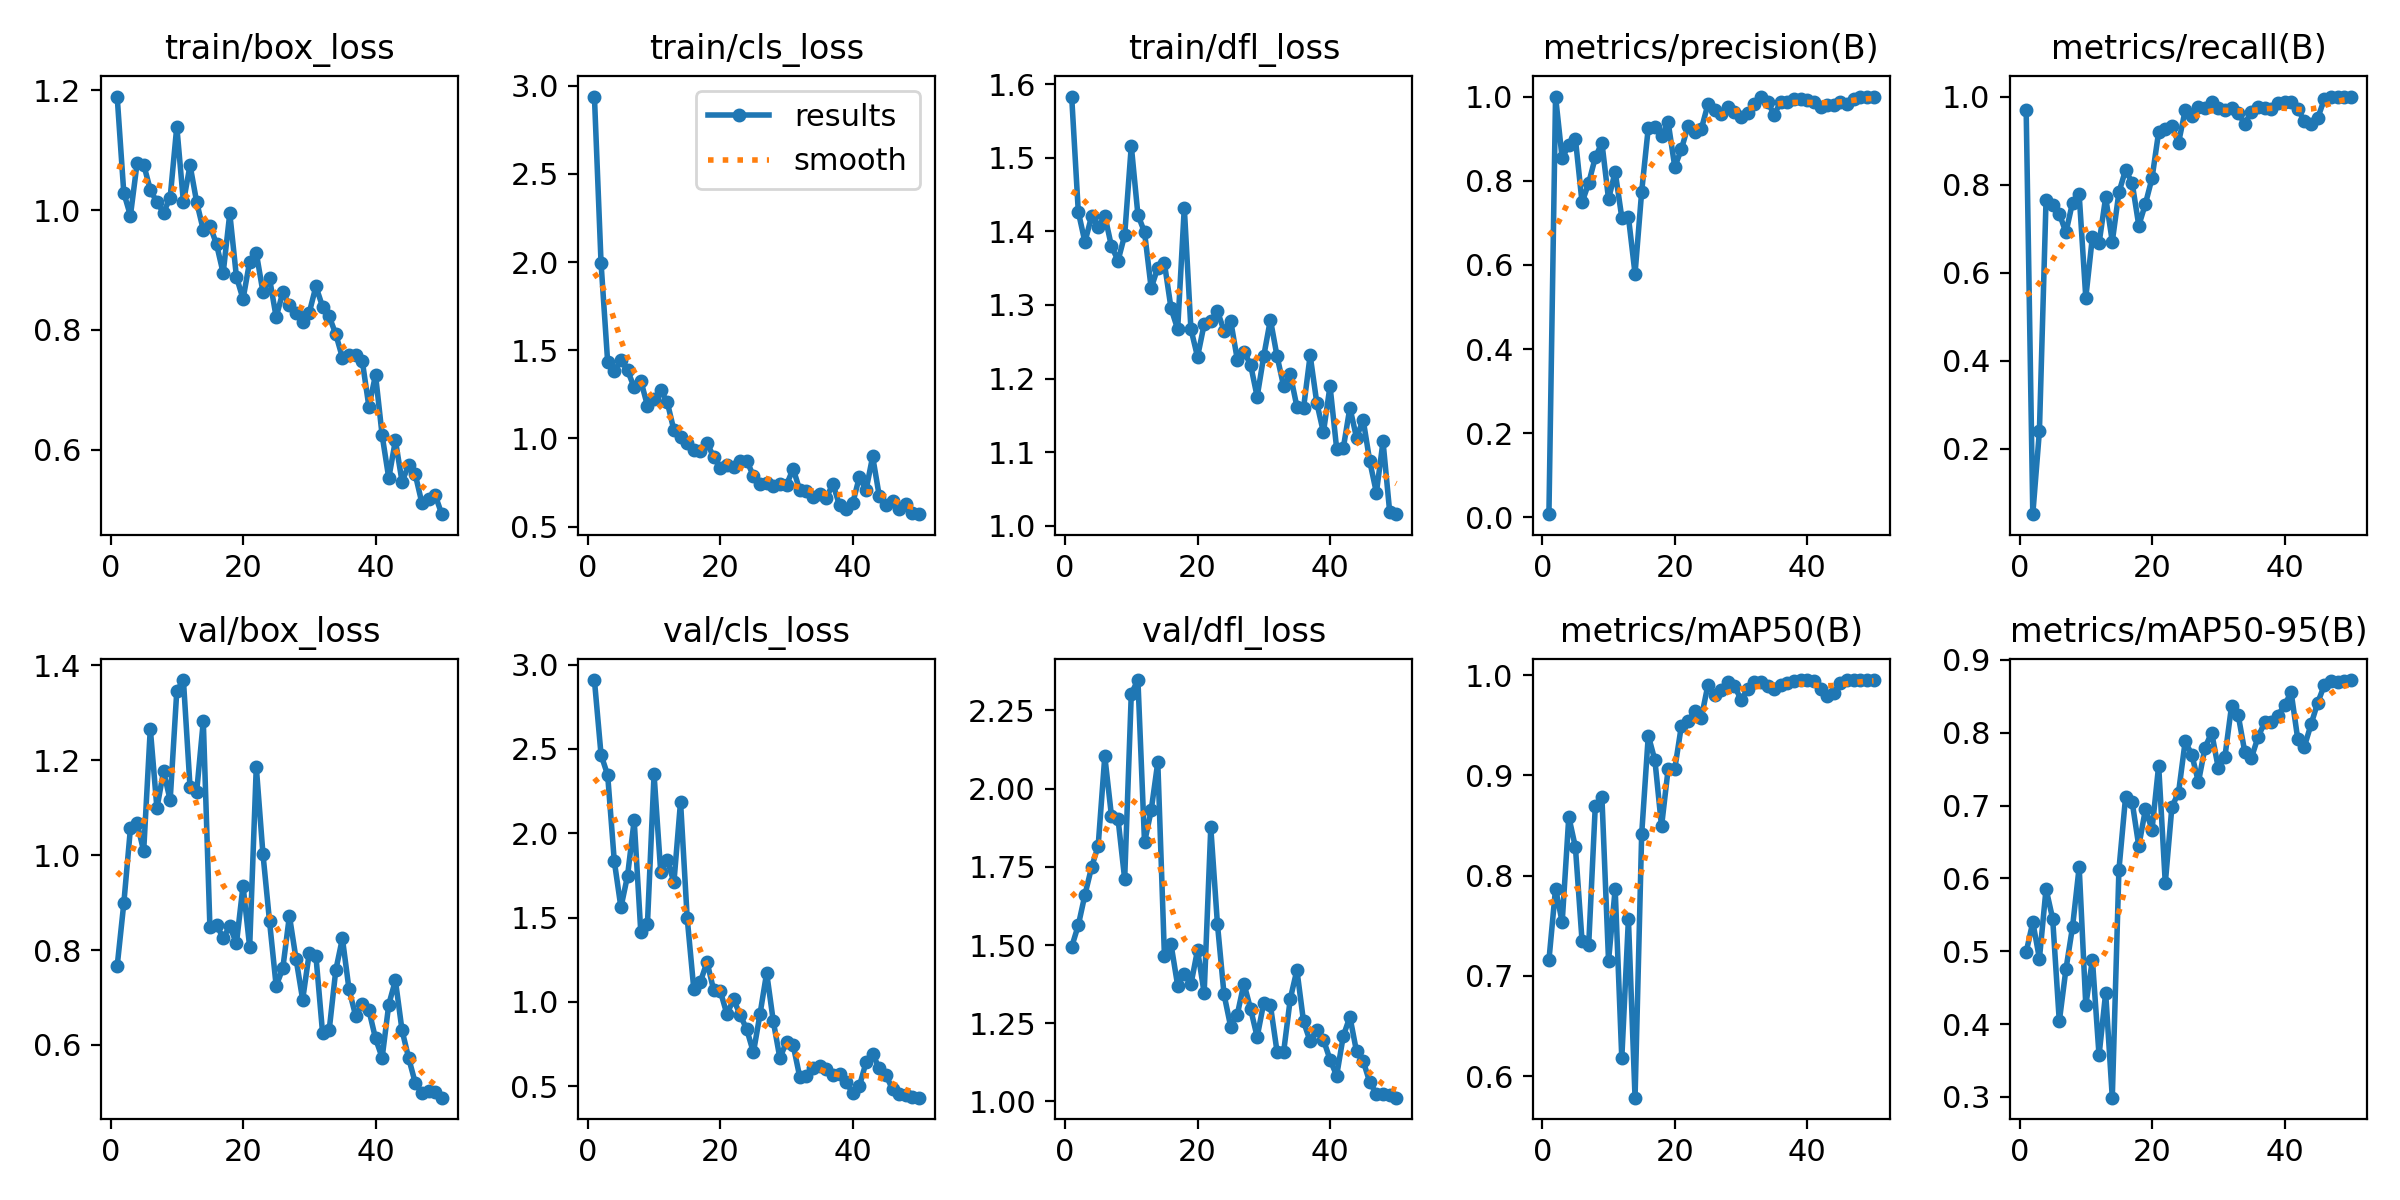 train/box_loss
1.2
1.0
0.8
0.6
0 20 40
train/cls_loss
results
smooth
3.0
2.5
2.0
1.5
1.0
0.5
0 20 40
train/dfl_loss
1.6
1.5
1.4
1.3
1.2
1.1
1.0
0 20 40
metrics/precision(B)
1.0
0.8
0.6
0.4
0.2
0.0
0 20 40
metrics/recall(B)
1.0
0.8
0.6
0.4
0.2
0 20 40
val/box_loss
1.4
1.2
1.0
0.8
0.6
0 20 40
val/cls_loss
3.0
2.5
2.0
1.5
1.0
0.5
0 20 40
val/dfl_loss
2.25
2.00
1.75
1.50
1.25
1.00
0 20 40
metrics/mAP50(B)
1.0
0.9
0.8
0.7
0.6
0 20 40
metrics/mAP50-95(B)
0.9
0.8
0.7
0.6
0.5
0.4
0.3
0 20 40